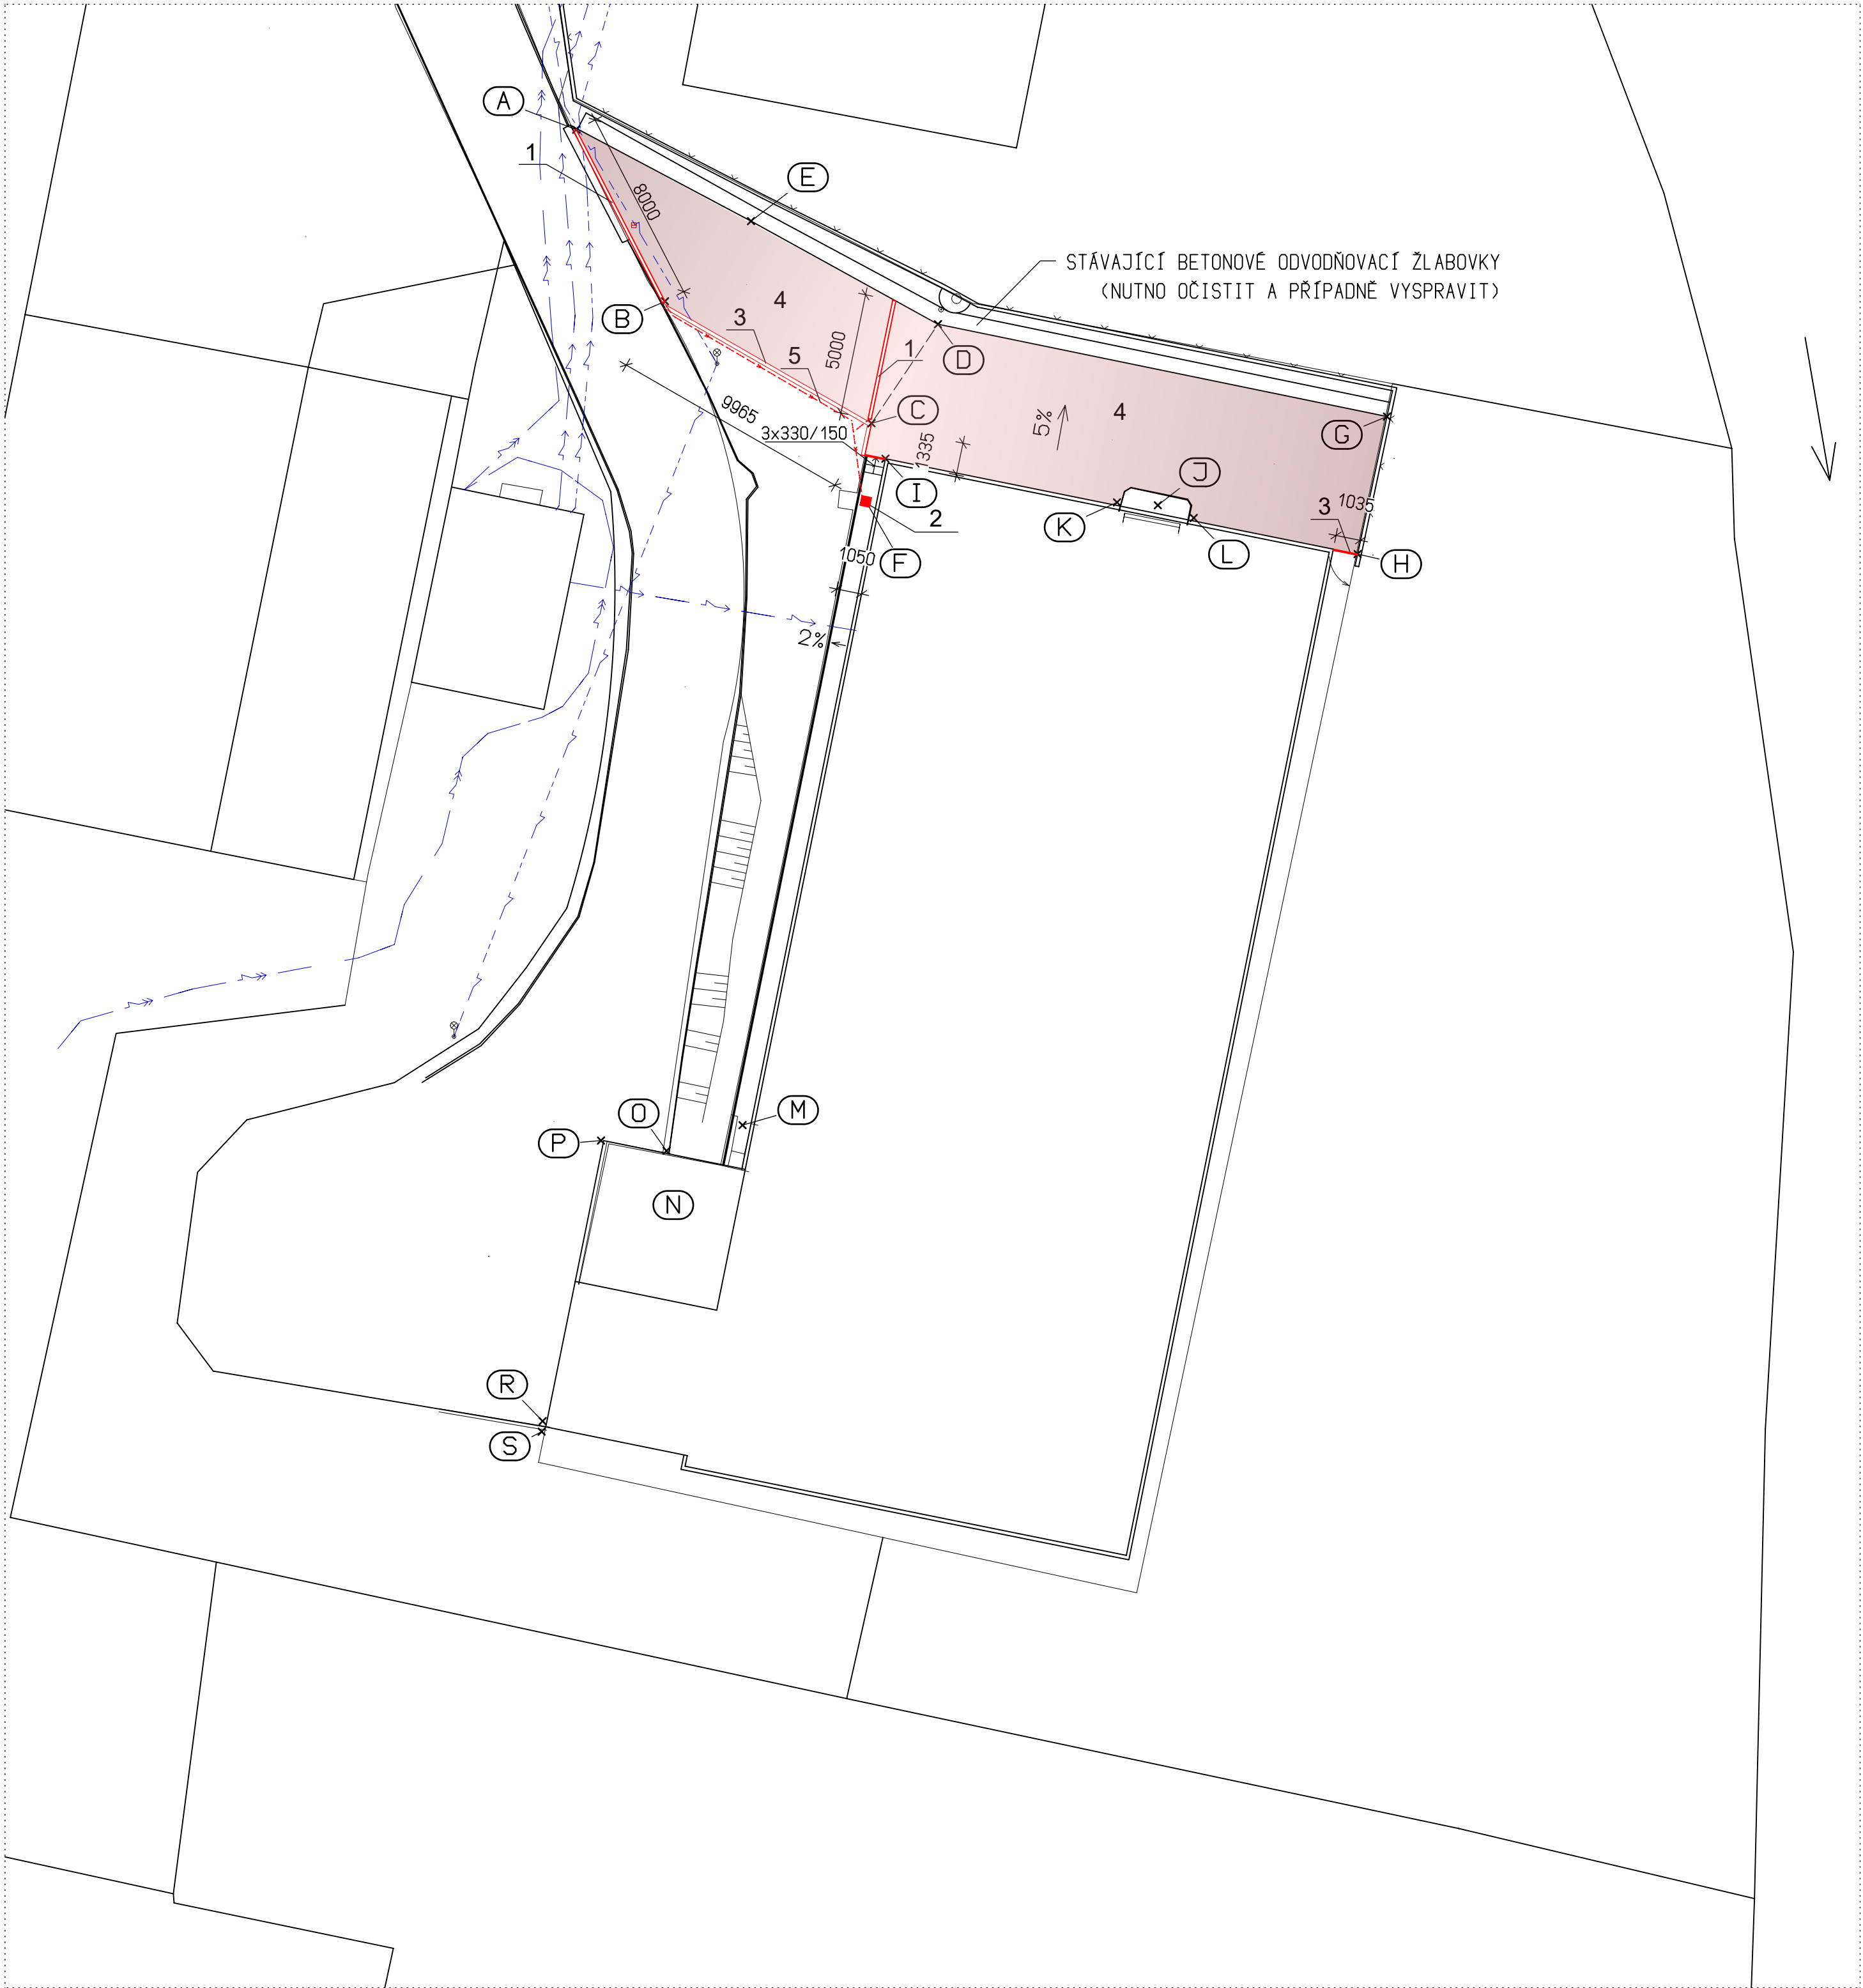 A
1
E
8000
STÁVAJÍCÍ BETONOVÉ ODVODŇOVACÍ ŽLABOVKY
(NUTNO OČISTIT A PŘÍPADNĚ VYSPRAVIT)
4
B
3
1
5000
D
5
9965
C
4
5%
3x330/150
1335
G
J
I
2
K
L
3
1035
1050
F
H
2%
M
O
P
N
R
S